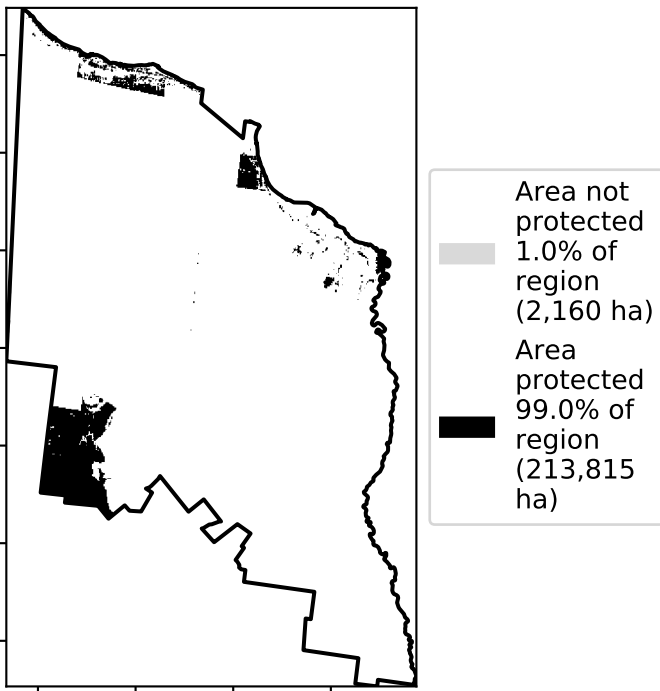 Area not
protected
1.0% of
region
(2,160 ha)
Area
protected
99.0% of
region
(213,815
ha)